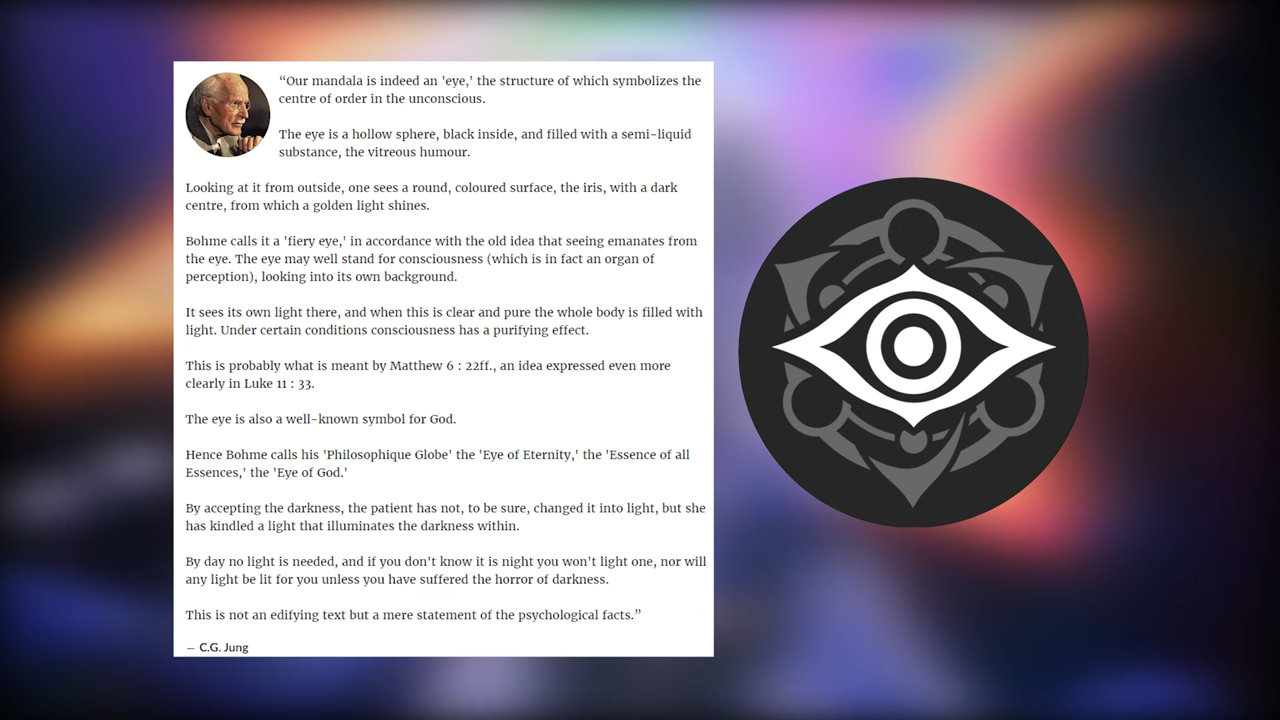 “Our mandala is indeed an 'eye,' the structure of which symbolizes the
centre of order in the unconscious.
The eye is a hollow sphere, black inside, and filled with a semi-liquid
substance, the vitreous humour.
Looking at it from outside, one sees a round, coloured surface, the iris, with a dark
centre, from which a golden light shines.
Bohme calls it a 'fiery eye,' in accordance with the old idea that seeing emanates from
the eye. The eye may well stand for consciousness (which is in fact an organ of
perception), looking into its own background.
It sees its own light there, and when this is clear and pure the whole body is filled with
light. Under certain conditions consciousness has a purifying effect.
This is probably what is meant by Matthew 6 : 22ff., an idea expressed even more
clearly in Luke 11 : 33.
The eye is also a well-known symbol for God.
Hence Bohme calls his 'Philosophique Globe' the 'Eye of Eternity,' the 'Essence of all
Essences,' the 'Eye of God.'
By accepting the darkness, the patient has not, to be sure, changed it into light, but she
has kindled a light that illuminates the darkness within.
By day no light is needed, and if you don't know it is night you won't light one, nor will
any light be lit for you unless you have suffered the horror of darkness.
This is not an edifying text but a mere statement of the psychological facts.”
— C.G. Jung